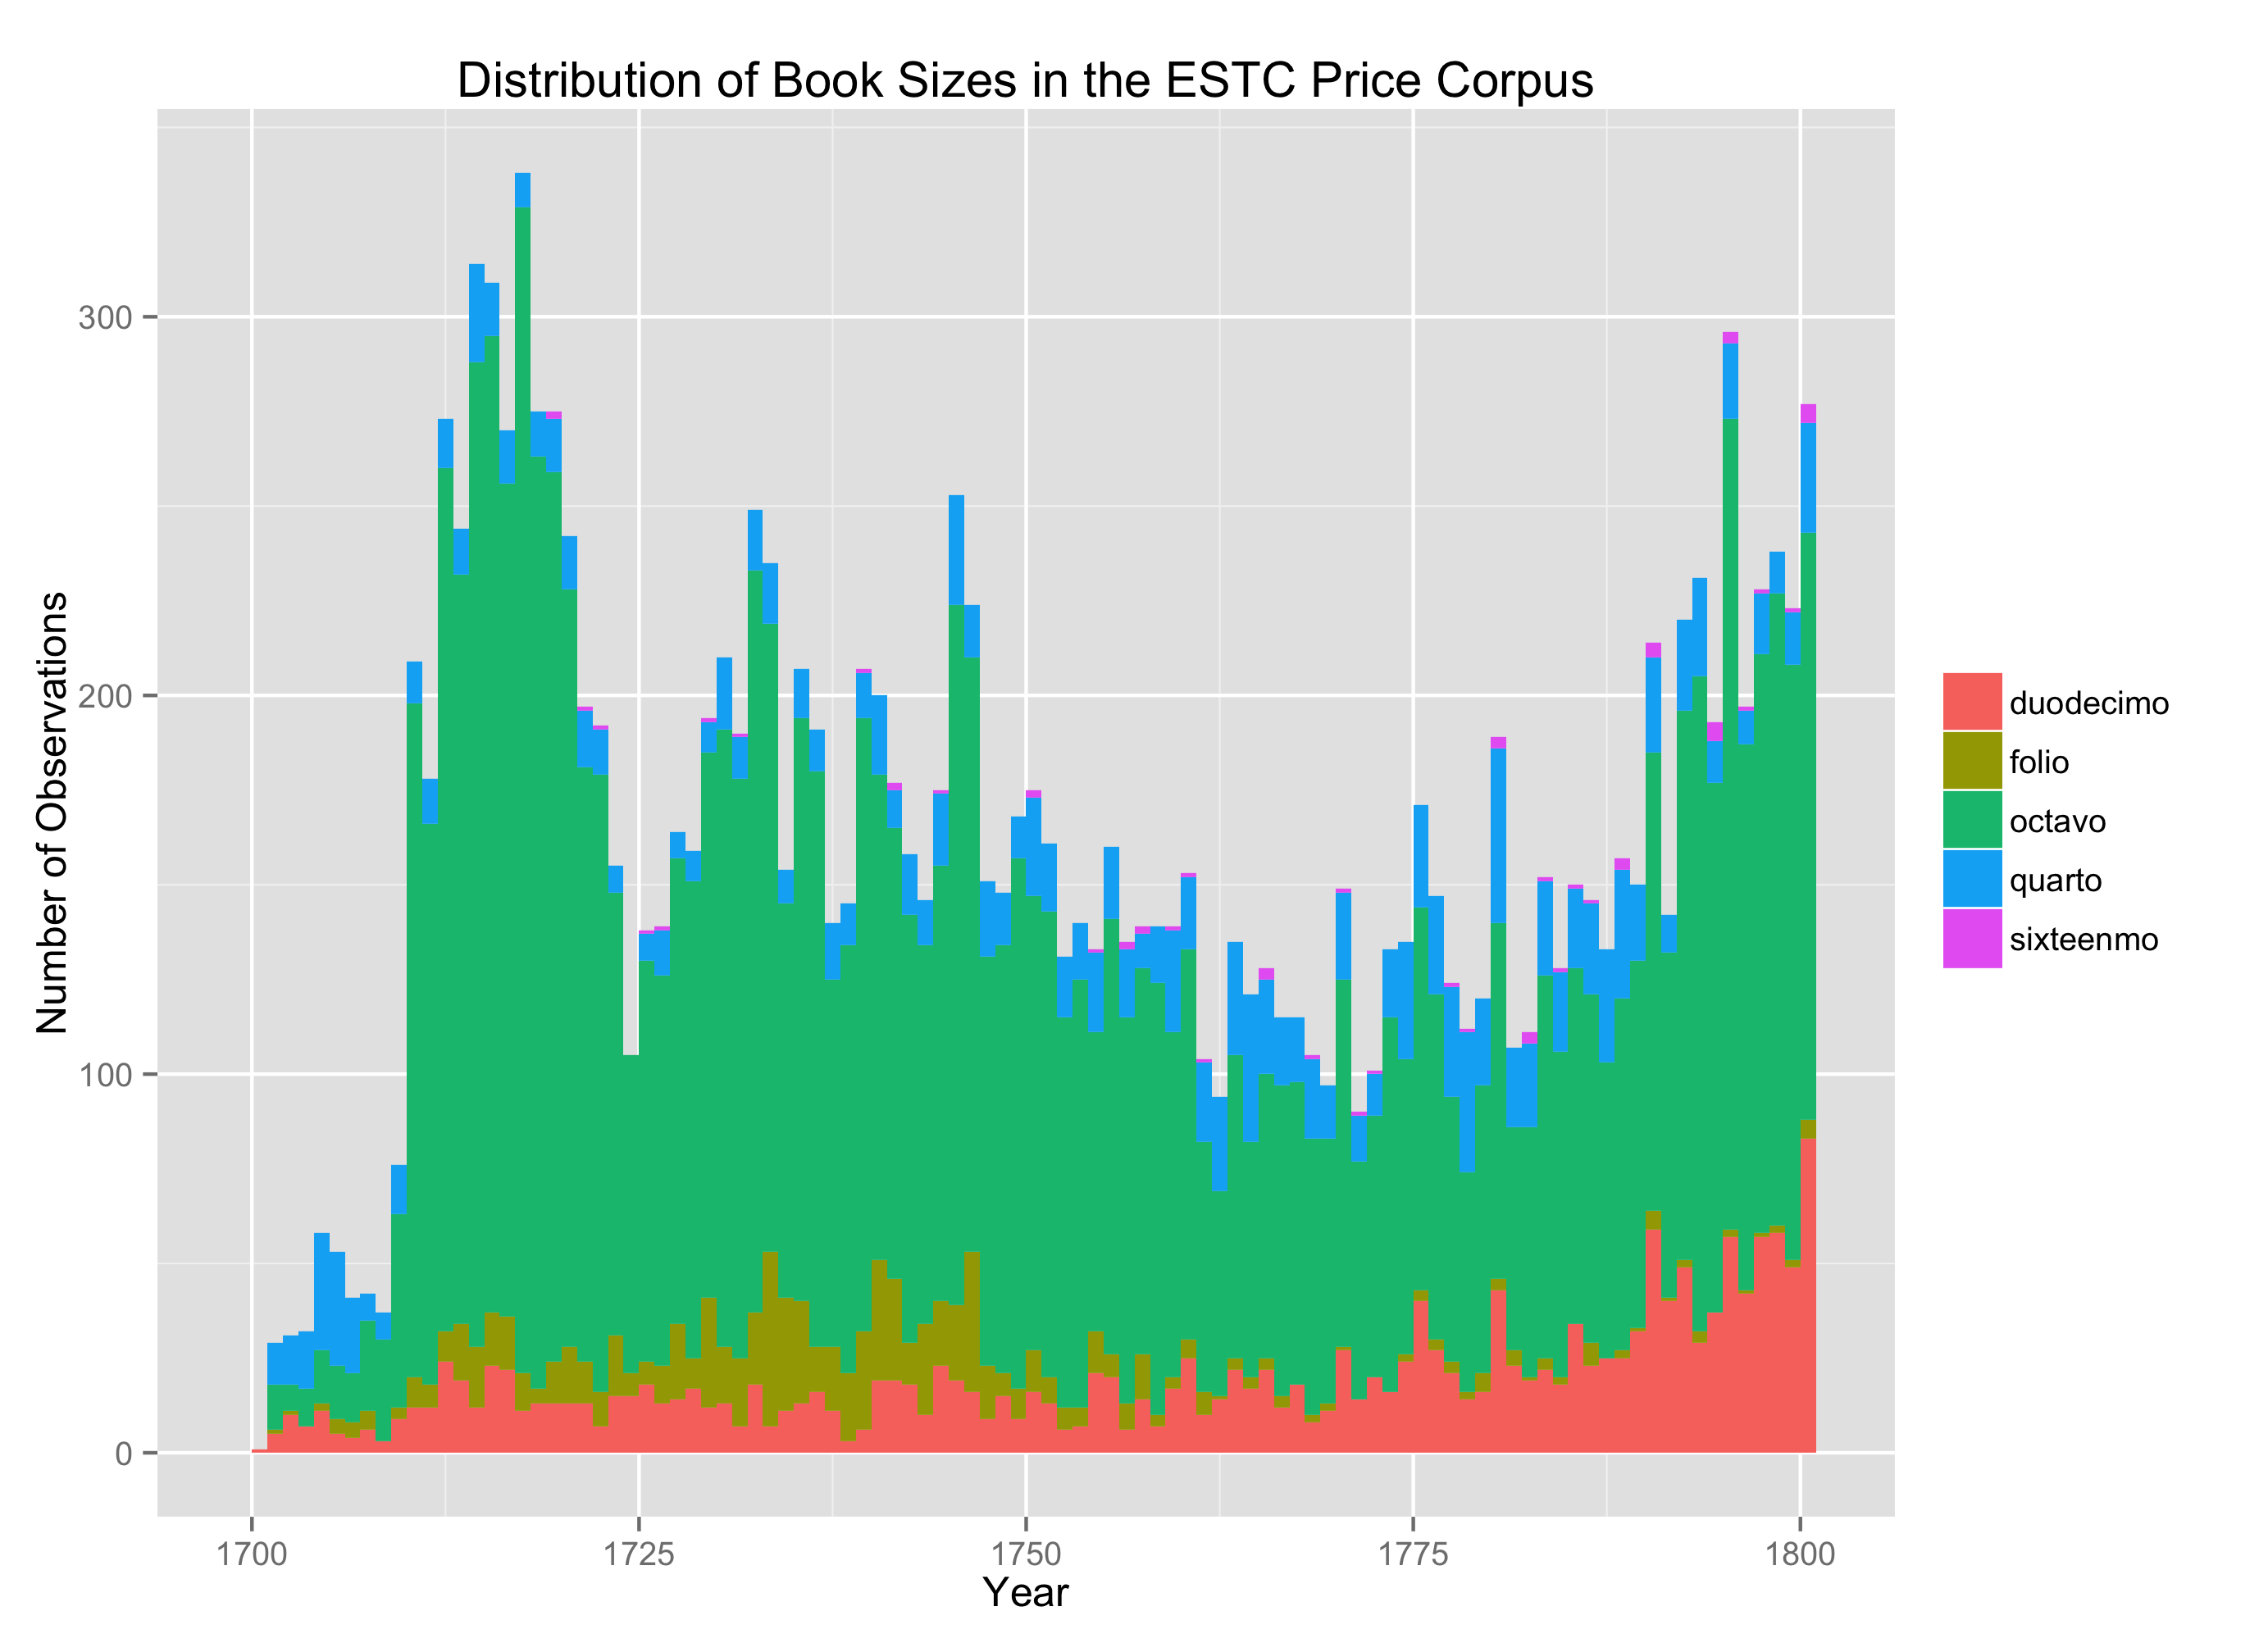 Distribution of Book Sizes in the ESTC Price Corpus
Number of Observations
300
200
100
0
1700 1725 1750 1775 1800
Year
duodecimo
folio
octavo
quarto
sixteenmo